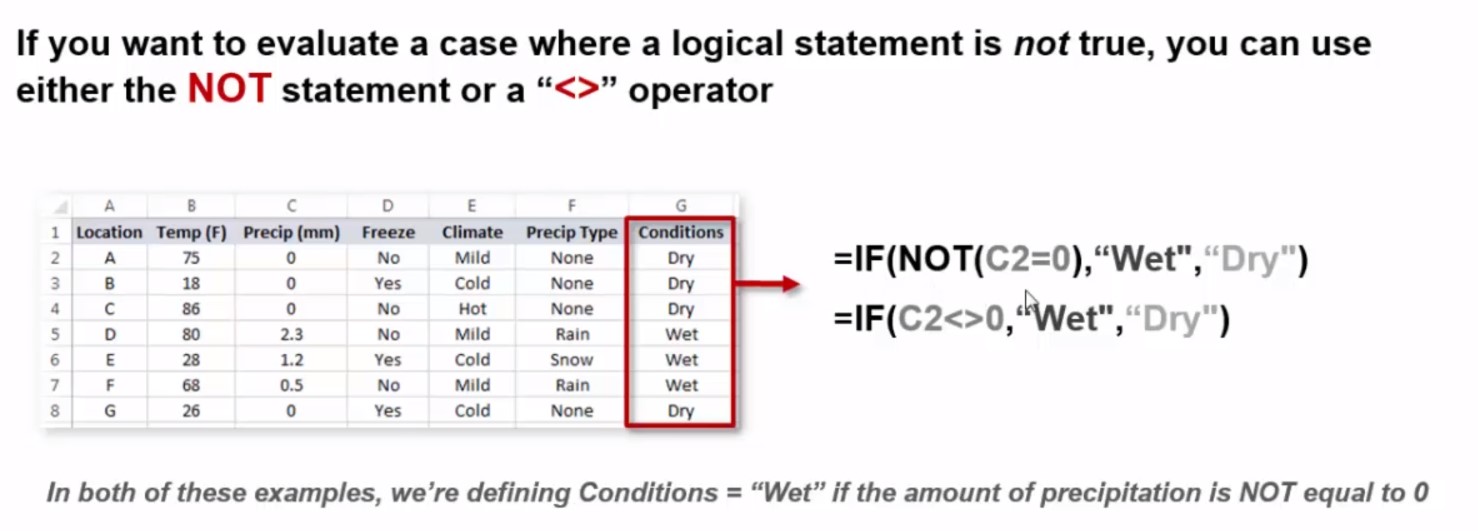 If you want to evaluate a case where a logical statement is not true, you can use
either the NOT statement or a “<>” operator
A B C D E F G
1 Location Temp (F) Precip (mm) Freeze Climate Precip Type Conditions
2 A 75 0 No Mild None Dry
3 B 18 0 Yes Cold None Dry
4 C 86 0 No Hot None Dry
5 D 80 2.3 No Mild Rain Wet
6 E 28 1.2 Yes Cold Snow Wet
7 F 68 0.5 No Mild Rain Wet
8 G 26 0 Yes Cold None Dry
=IF(NOT(C2=0),“Wet",“Dry")
=IF(C2<>0,“Wet",“Dry")
In both of these examples, we’re defining Conditions = “Wet” if the amount of precipitation is NOT equal to 0